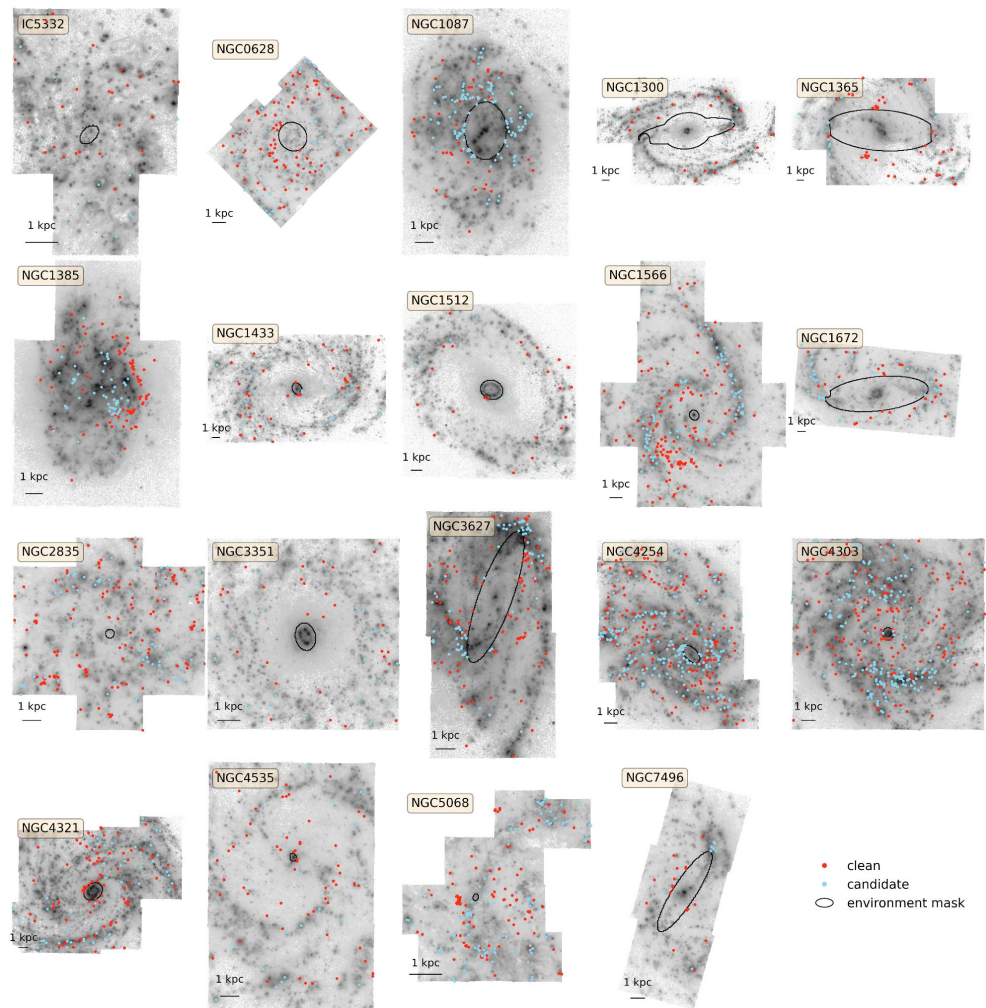 IC5332
1 kpc
NGC0628
1 kpc
NGC1087
1 kpc
NGC1300
1 kpc
NGC1365
1 kpc
NGC1385
1 kpc
NGC1433
1 kpc
NGC1512
1 kpc
NGC1566
1 kpc
NGC1672
1 kpc
NGC2835
1 kpc
NGC3351
1 kpc
NGC3627
1 kpc
NGC4254
1 kpc
NGC4303
1 kpc
NGC4321
1 kpc
NGC4535
1 kpc
NGC5068
1 kpc
NGC7496
1 kpc
clean
candidate
environment mask